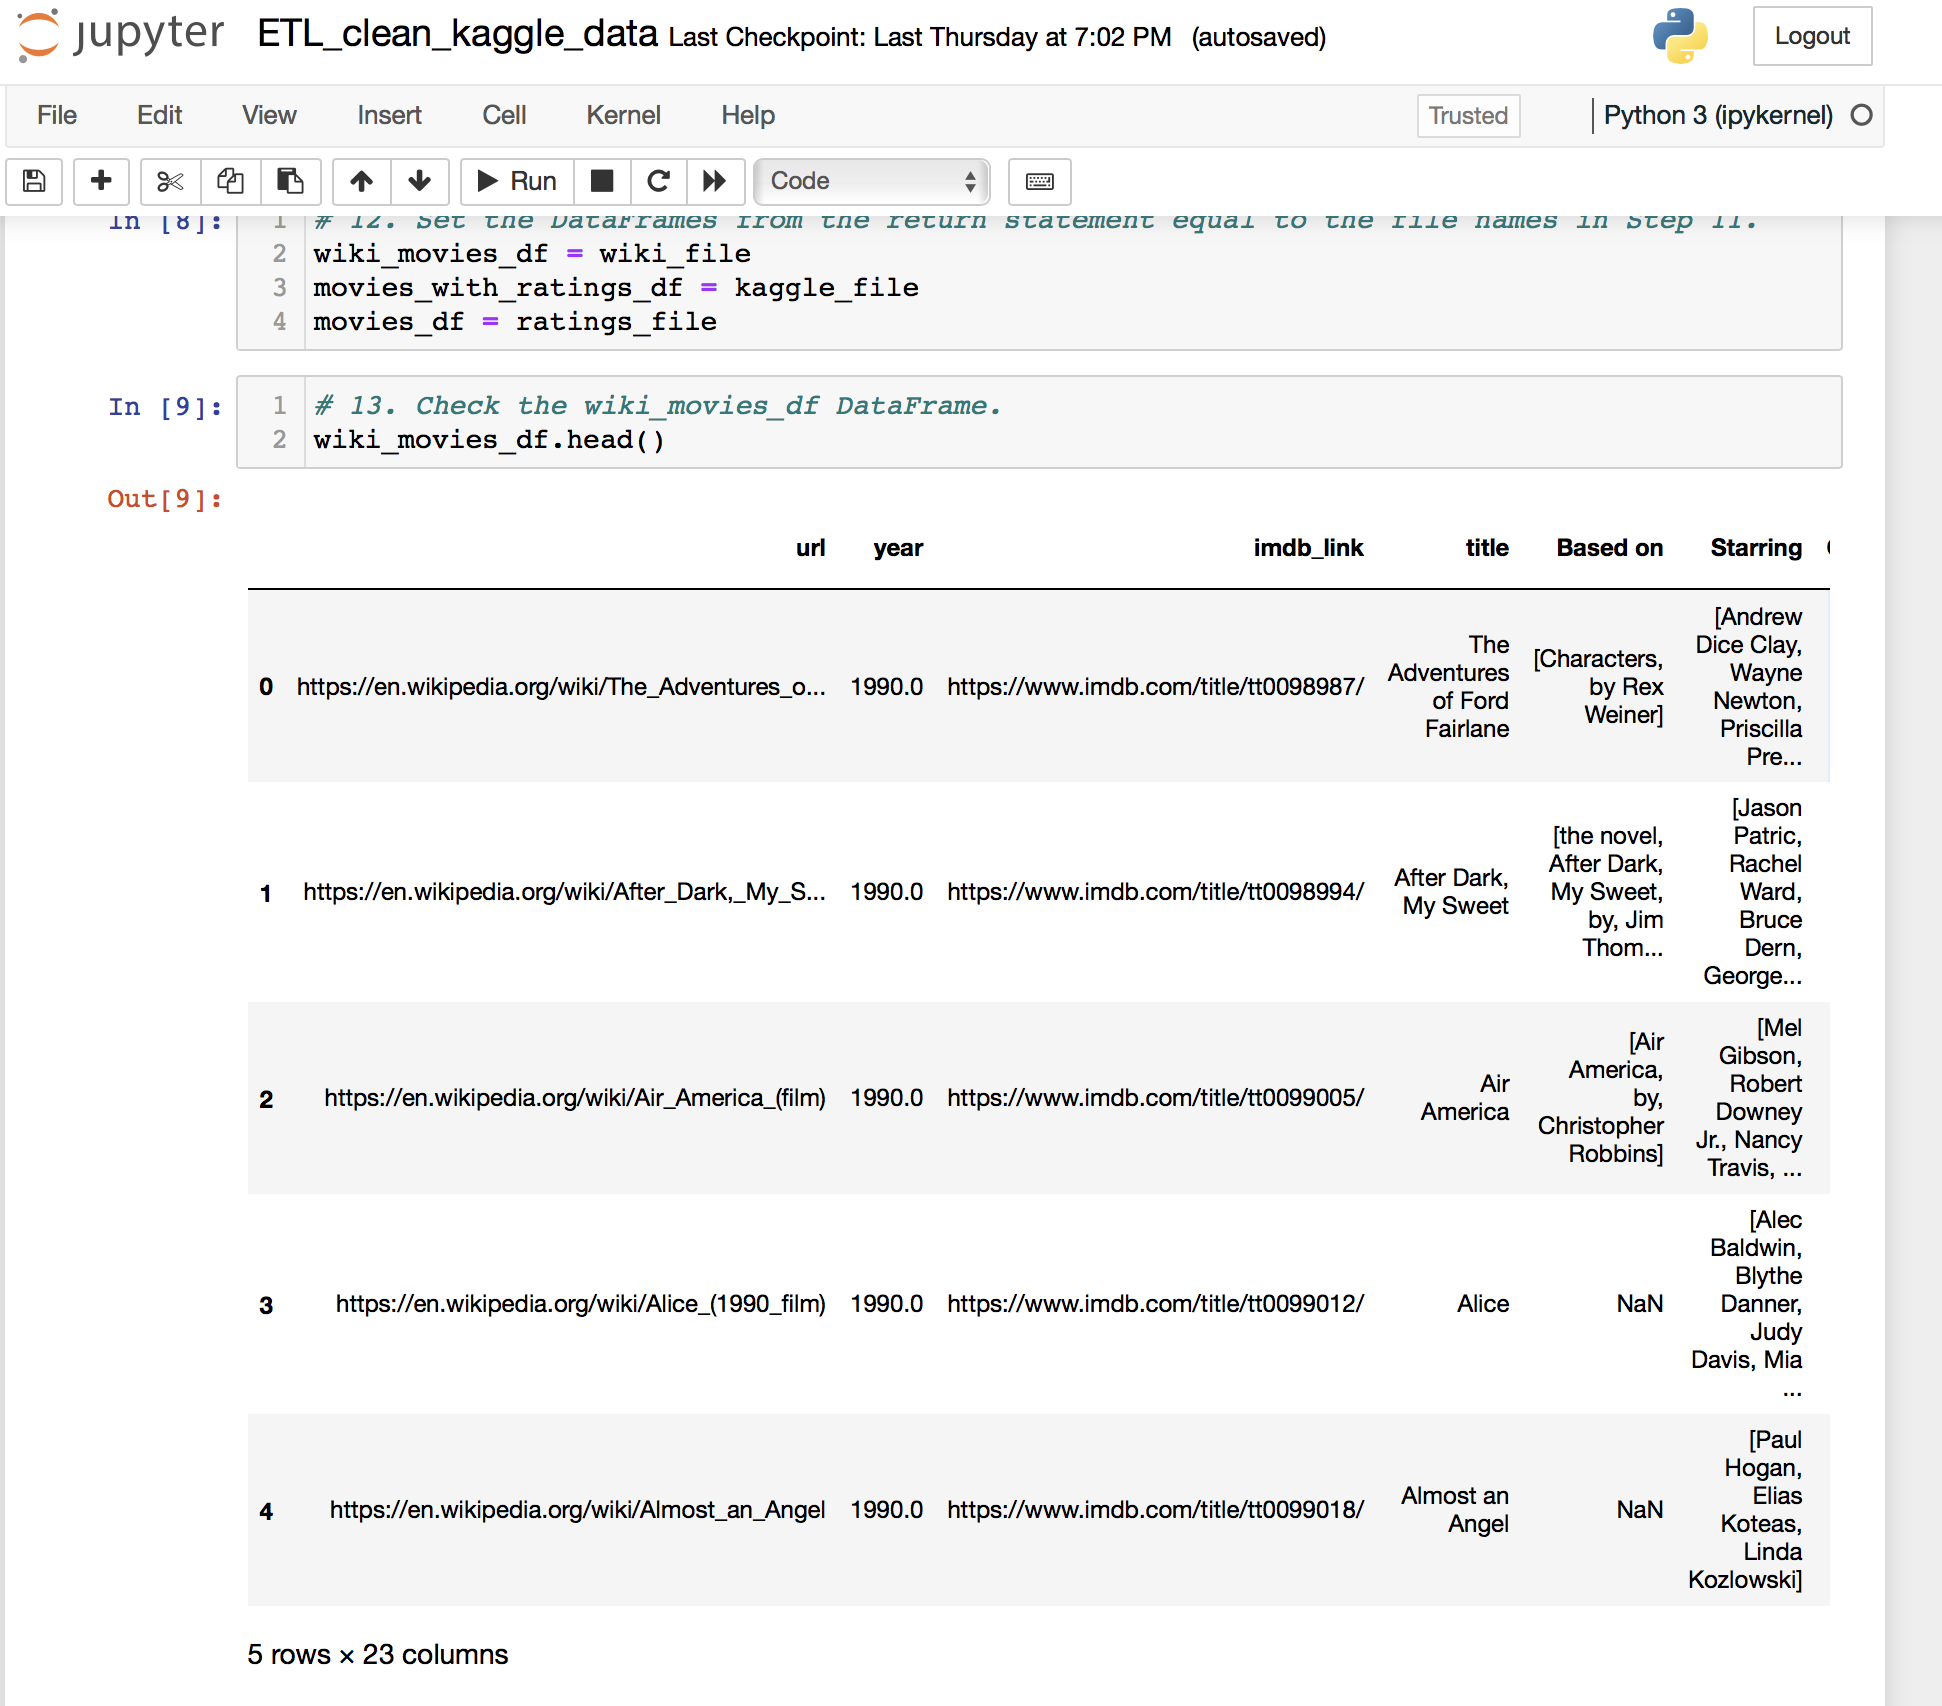 jupyter ETL_clean_kaggle_data Last Checkpoint: Last Thursday at 7:02 PM (autosaved) Logout
File Edit View Insert Cell Kernel Help Trusted Python 3 (ipykernel)
Run Code
In [8]: 1 # 12. Set the DataFrames from the return statement equal to the file names in Step 11.
2 wiki_movies_df = wiki_file
3 movies_with_ratings_df = kaggle_file
4 movies_df = ratings_file
In [9]: 1 # 13. Check the wiki_movies_df DataFrame.
2 wiki_movies_df.head()
Out[9]:
url year imdb_link title Based on Starring
0 https://en.wikipedia.org/wiki/The_Adventures_o... 1990.0 https://www.imdb.com/title/tt0098987/
The
Adventures
of Ford
Fairlane
[Characters,
by Rex
Weiner]
[Andrew
Dice Clay,
Wayne
Newton,
Priscilla
Pre...
1 https://en.wikipedia.org/wiki/After_Dark,_My_S... 1990.0 https://www.imdb.com/title/tt0098994/
After Dark,
My Sweet
[the novel,
After Dark,
My Sweet,
by, Jim
Thom...
[Jason
Patric,
Rachel
Ward,
Bruce
Dern,
George...
2 https://en.wikipedia.org/wiki/Air_America_(film) 1990.0 https://www.imdb.com/title/tt0099005/
Air
America
[Air
America,
by,
Christopher
Robbins]
[Mel
Gibson,
Robert
Downey
Jr., Nancy
Travis, ...
3 https://en.wikipedia.org/wiki/Alice_(1990_film) 1990.0 https://www.imdb.com/title/tt0099012/
Alice
NaN
[Alec
Baldwin,
Blythe
Danner,
Judy
Davis, Mia
...
4 https://en.wikipedia.org/wiki/Almost_an_Angel 1990.0 https://www.imdb.com/title/tt0099018/
Almost an
Angel
NaN
[Paul
Hogan,
Elias
Koteas,
Linda
Kozlowski]
5 rows × 23 columns